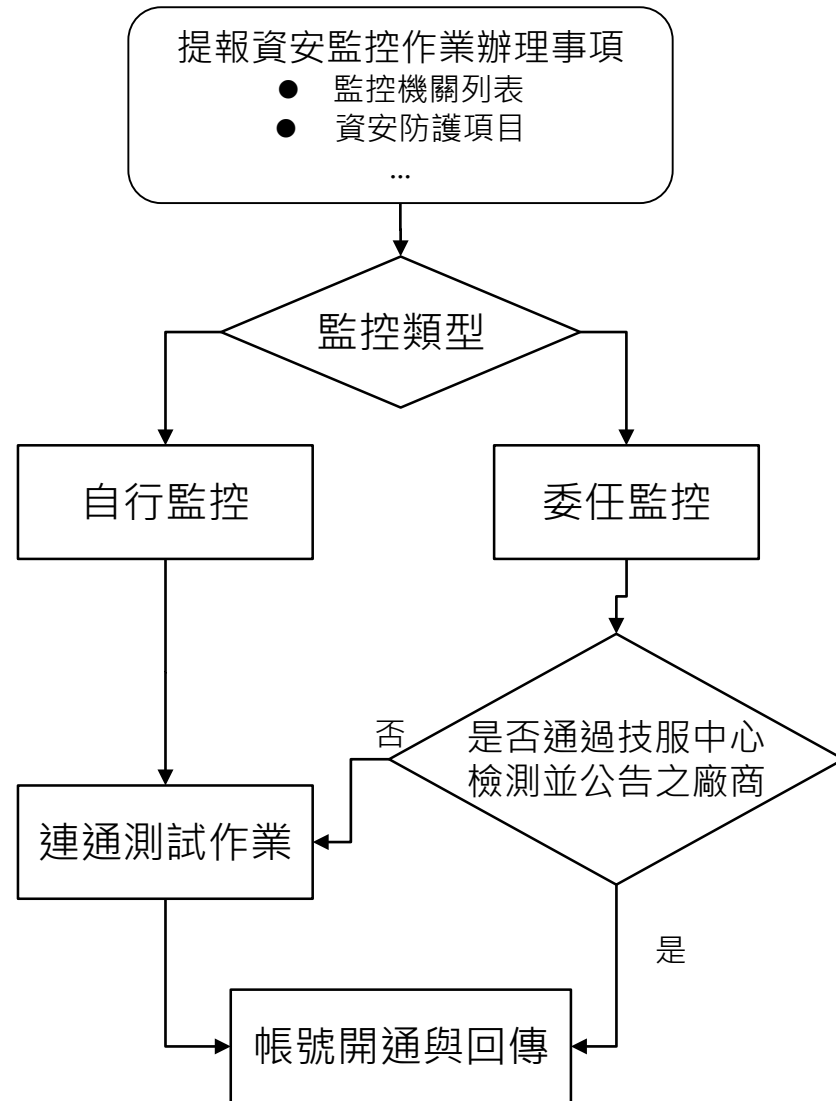 提報資安監控作業辦理事項
● 監控機關列表
● 資安防護項目
...
監控類型
自行監控
委任監控
否
是否通過技服中心
檢測並公告之廠商
連通測試作業
是
帳號開通與回傳